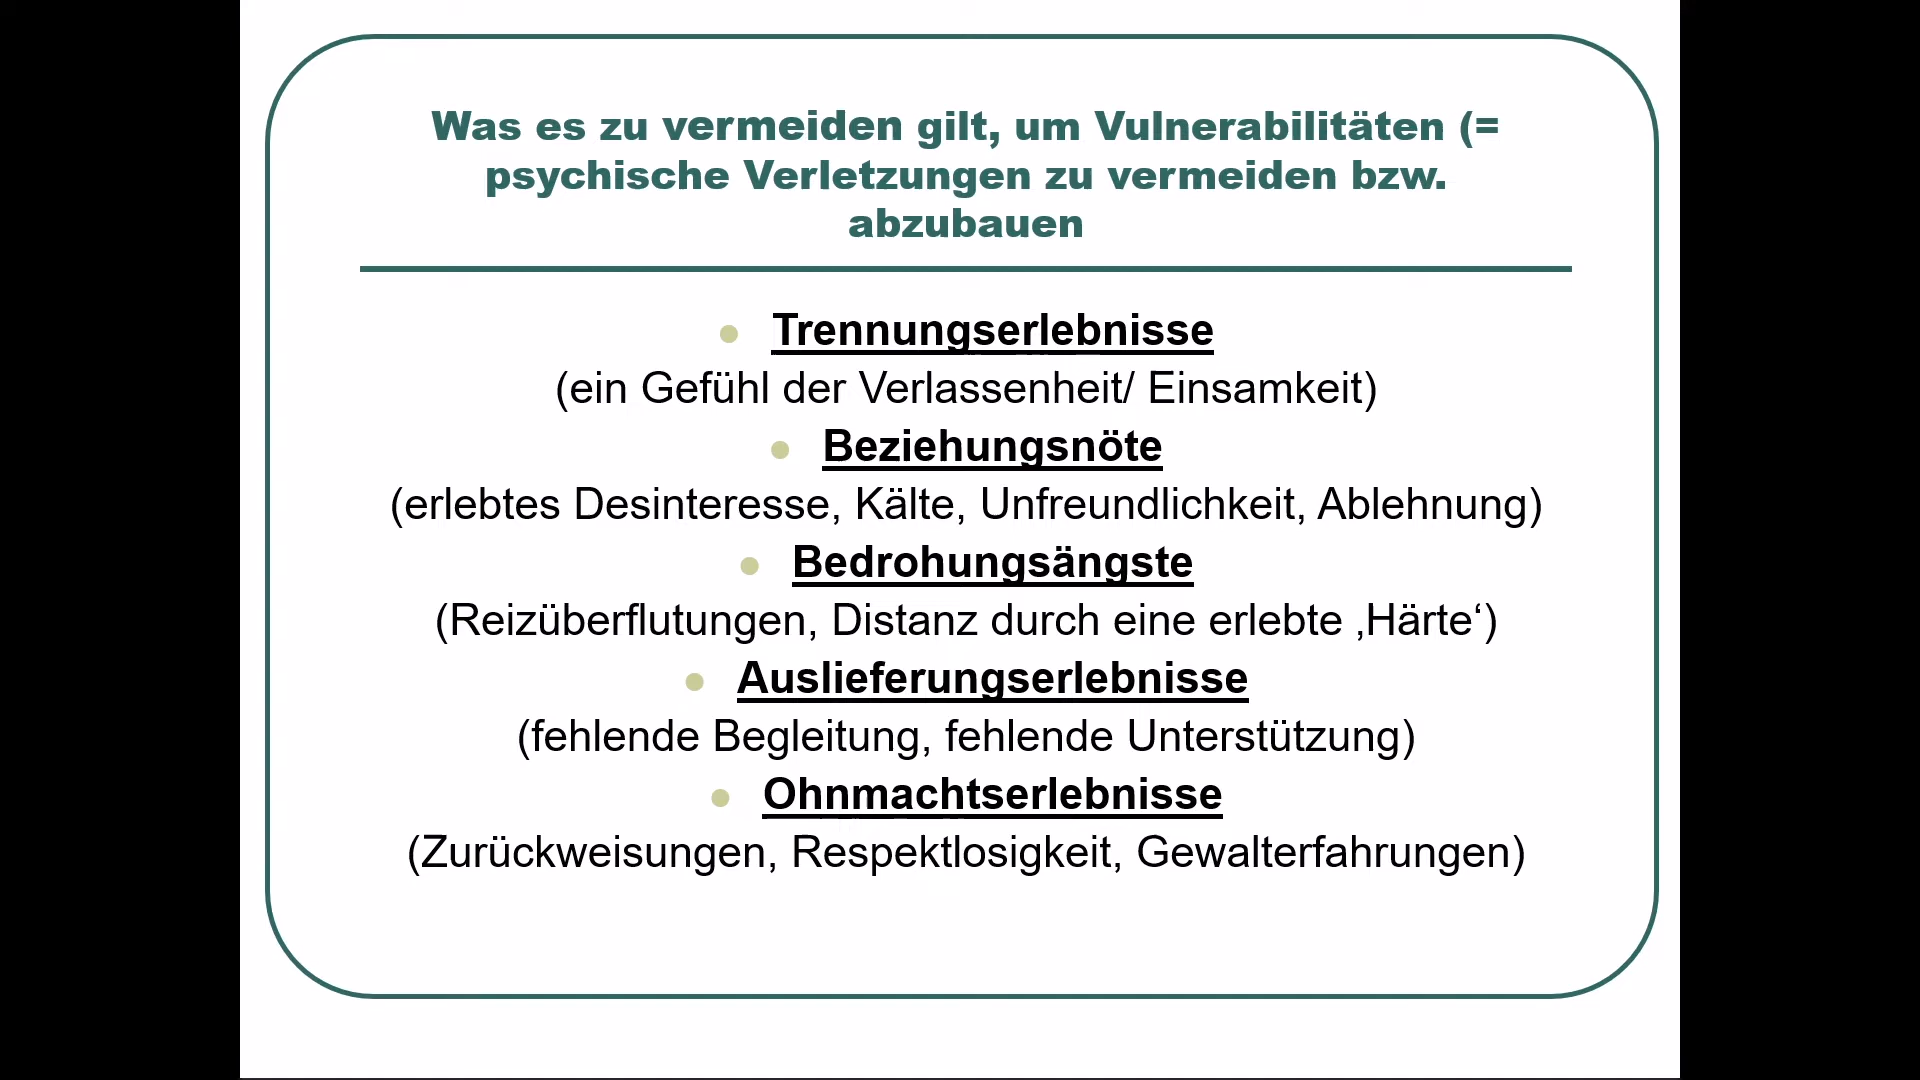 Was es zu vermeiden gilt, um Vulnerabilitäten (=
psychische Verletzungen zu vermeiden bzw.
abzubauen
● Trennungserlebnisse
(ein Gefühl der Verlassenheit/ Einsamkeit)
● Beziehungsnöte
(erlebtes Desinteresse, Kälte, Unfreundlichkeit, Ablehnung)
● Bedrohungsängste
(Reizüberflutungen, Distanz durch eine erlebte ‚Härte‘)
● Auslieferungserlebnisse
(fehlende Begleitung, fehlende Unterstützung)
● Ohnmachtserlebnisse
(Zurückweisungen, Respektlosigkeit, Gewalterfahrungen)